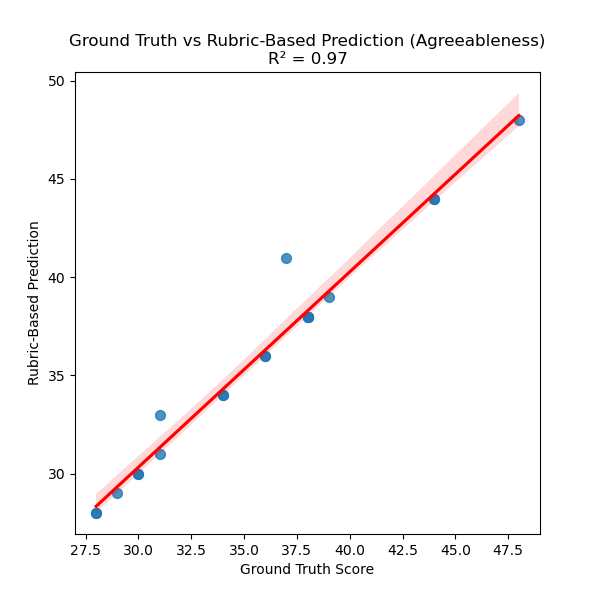 Ground Truth vs Rubric-Based Prediction (Agreeableness)
R² = 0.97
50
45
40
35
30
Rubric-Based Prediction
27.5 30.0 32.5 35.0 37.5 40.0 42.5 45.0 47.5
Ground Truth Score